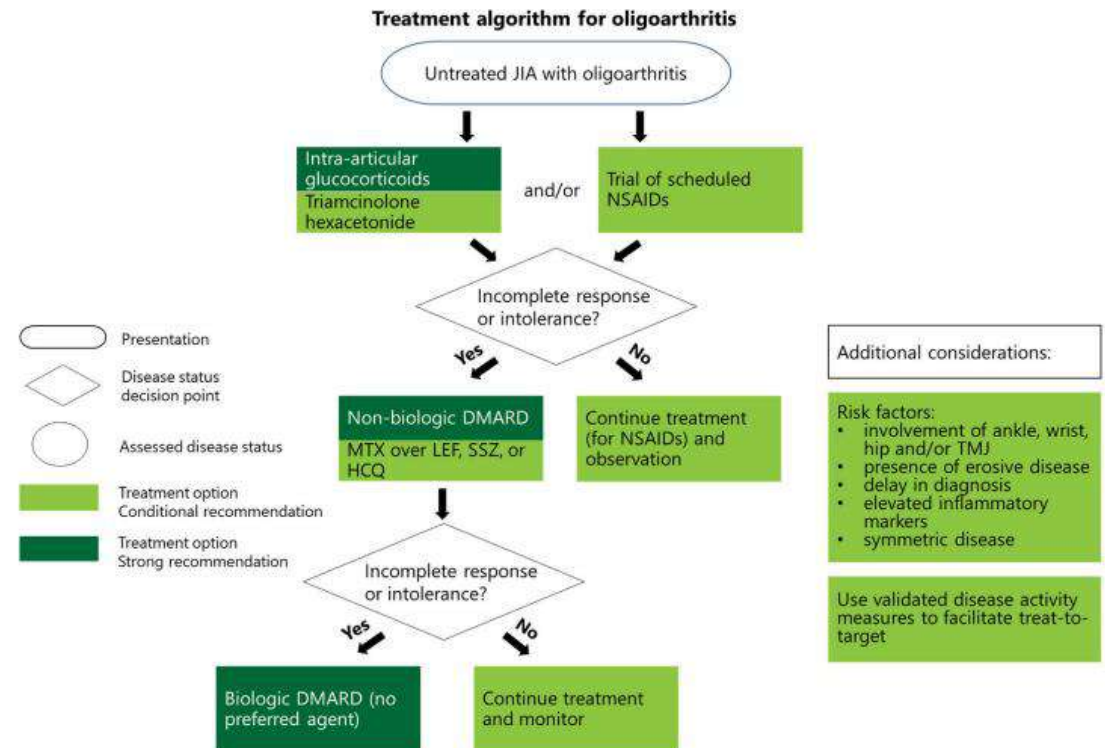 Treatment algorithm for oligoarthritis
Untreated JIA with oligoarthritis
Intra-articular
glucocorticoids
Triamcinolone
hexacetonide
and/or
Trial of scheduled
NSAIDs
Incomplete response
or intolerance?
Yes
No
Non-biologic DMARD
MTX over LEF, SSZ, or
HCQ
Continue treatment
(for NSAIDs) and
observation
Incomplete response
or intolerance?
Yes
No
Biologic DMARD (no
preferred agent)
Continue treatment
and monitor
Presentation
Disease status
decision point
Assessed disease status
Treatment option
Conditional recommendation
Treatment option
Strong recommendation
Additional considerations:
Risk factors:
• involvement of ankle, wrist,
hip and/or TMJ
• presence of erosive disease
• delay in diagnosis
• elevated inflammatory
markers
• symmetric disease
Use validated disease activity
measures to facilitate treat-to-
target